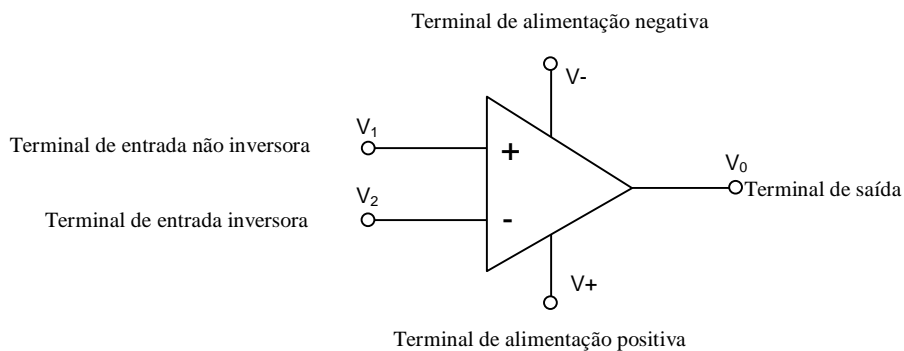 Terminal de alimentação negativa
V-
V1
Terminal de entrada não inversora
+
V0
Terminal de saída
V2
Terminal de entrada inversora
-
V+
Terminal de alimentação positiva